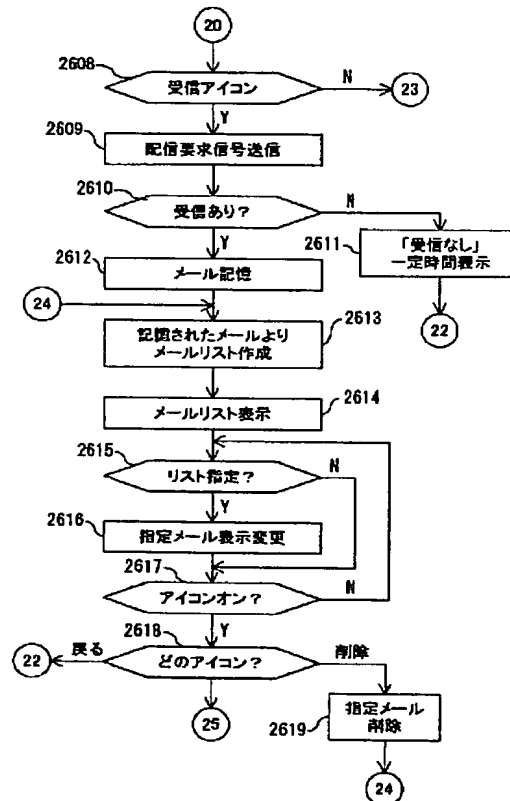 20
2608
受信アイコン
N
23
Y
2609
配信要求信号送信
2610
受信あり?
N
Y
2611
「受信なし」
一定時間表示
22
2612
メール記憶
24
記憶されたメールより
メールリスト作成
2613
メールリスト表示
2614
2615
リスト指定?
N
Y
2616
指定メール表示変更
2617
アイコンオン?
N
Y
2618
どのアイコン?
戻る
22
削除
25
指定メール
削除
2619
24